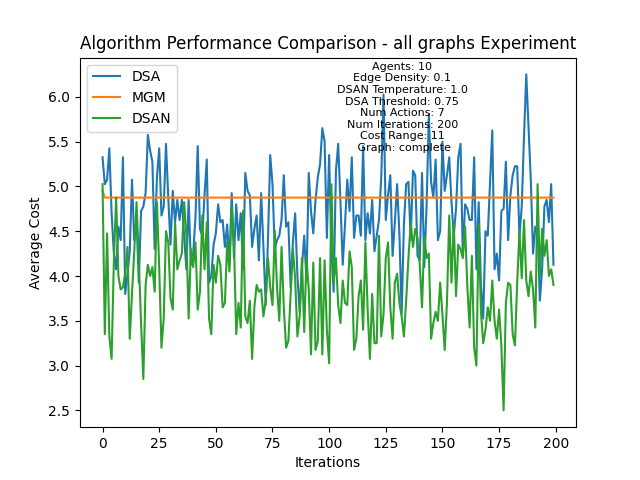 Algorithm Performance Comparison - all graphs Experiment
DSA
MGM
DSAN
Agents: 10
Edge Density: 0.1
DSAN Temperature: 1.0
DSA Threshold: 0.75
Num Actions: 7
Num Iterations: 200
Cost Range: 11
Graph: complete
Average Cost
6.0
5.5
5.0
4.5
4.0
3.5
3.0
2.5
0
25
50
75
100
125
150
175
200
Iterations